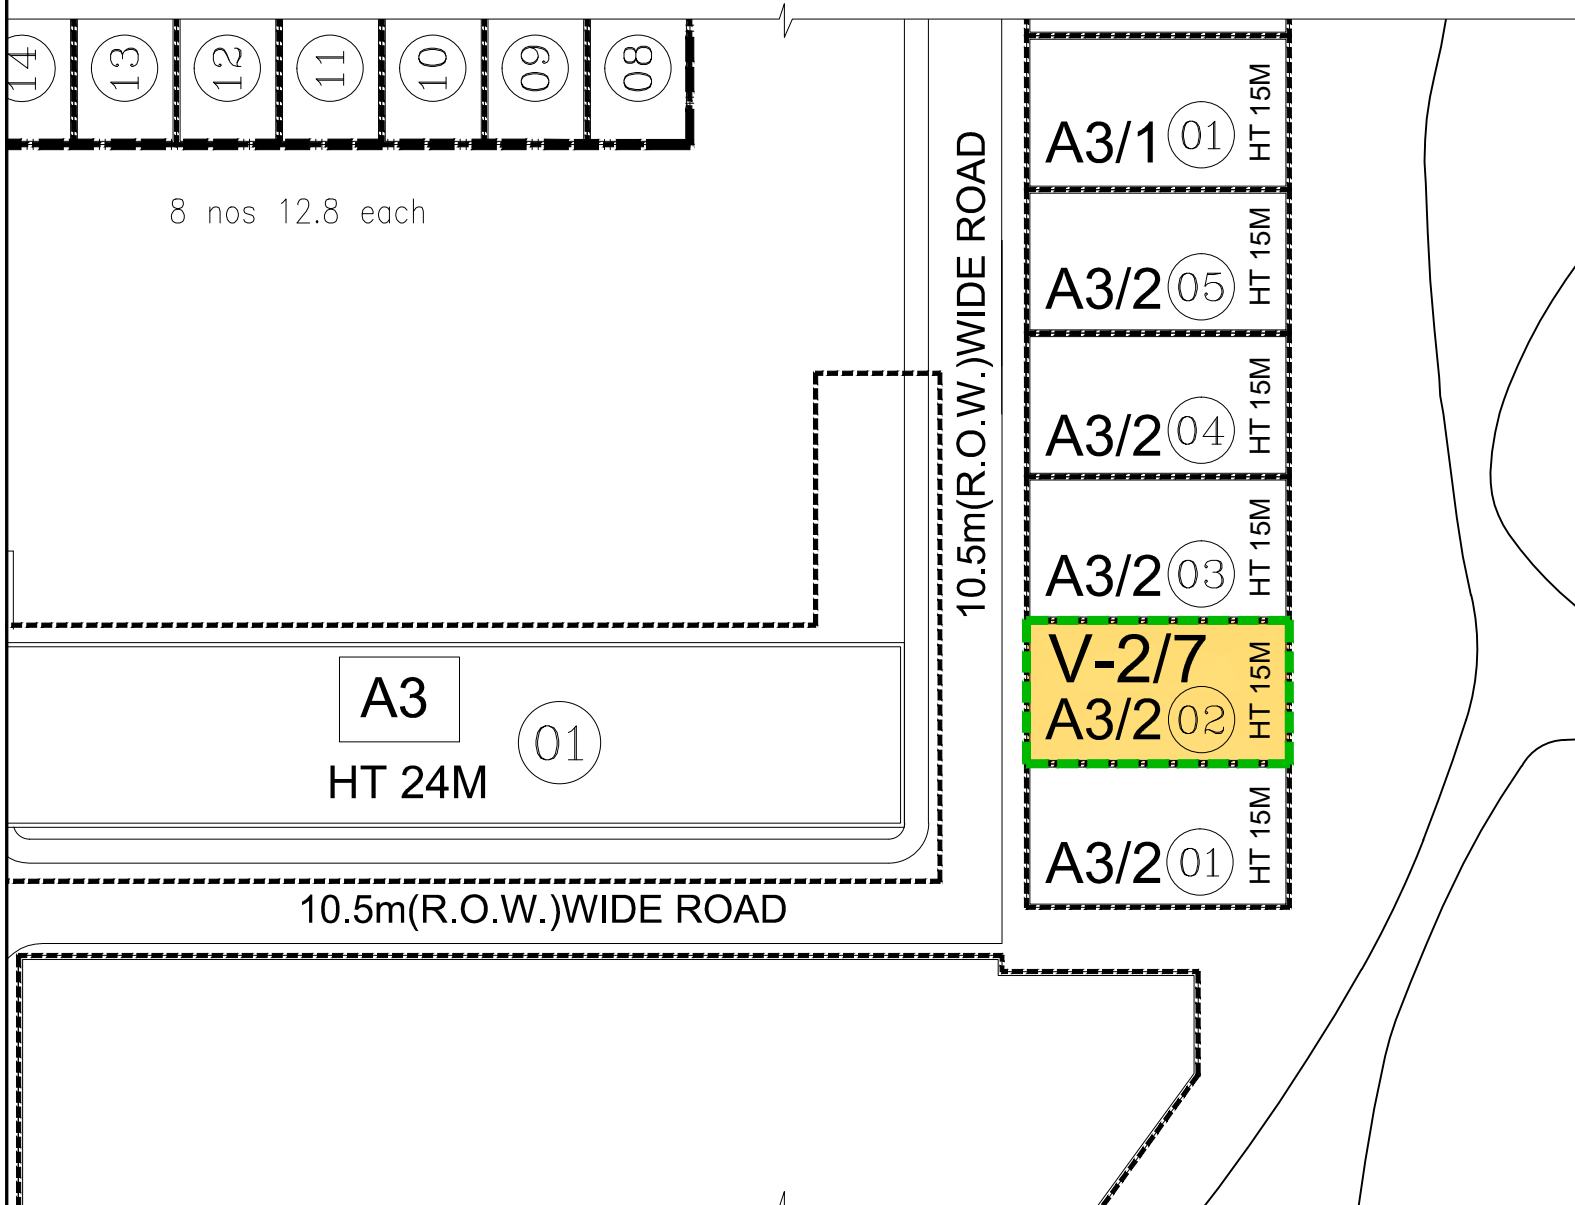 14
13
12
11
10
09
08
8 nos 12.8 each
10.5m(R.O.W.)WIDE ROAD
A3/1 01 HT 15M
A3/2 05 HT 15M
A3/2 04 HT 15M
A3/2 03 HT 15M
V-2/7
A3/2 02 HT 15M
A3/2 01 HT 15M
A3
01
HT 24M
10.5m(R.O.W.)WIDE ROAD